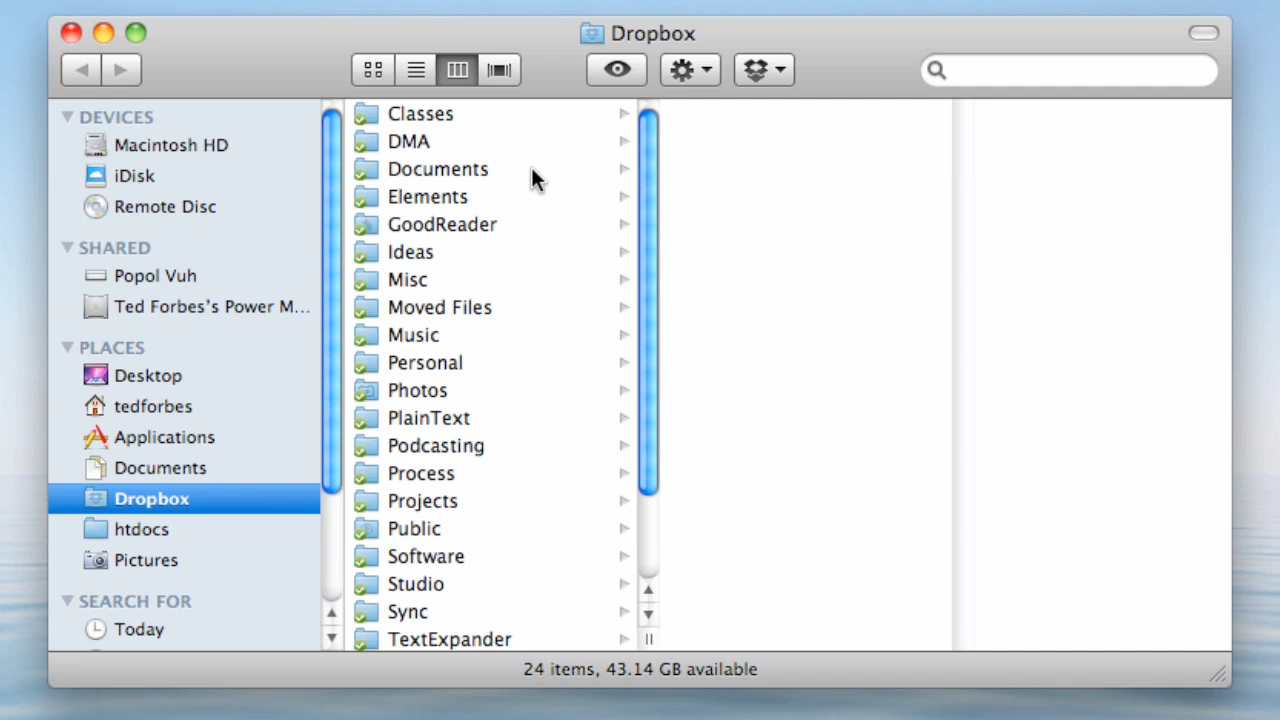 Dropbox
DEVICES
Macintosh HD
iDisk
Remote Disc
SHARED
Popol Vuh
Ted Forbes's Power M...
PLACES
Desktop
tedforbes
Applications
Documents
Dropbox
htdocs
Pictures
SEARCH FOR
Today
Classes
DMA
Documents
Elements
GoodReader
Ideas
Misc
Moved Files
Music
Personal
Photos
PlainText
Podcasting
Process
Projects
Public
Software
Studio
Sync
TextExpander
24 items, 43.14 GB available